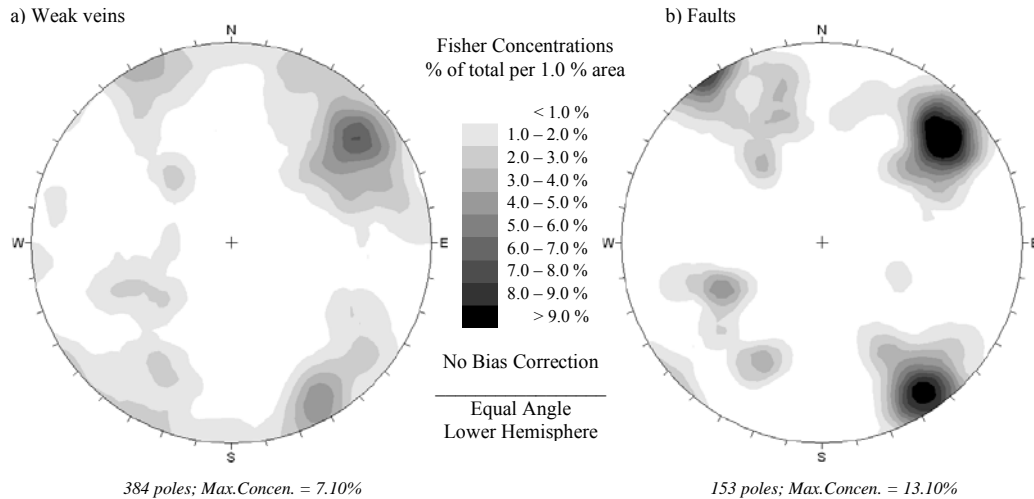 a) Weak veins
b) Faults
N
W
E
S
Fisher Concentrations
% of total per 1.0 % area
< 1.0 %
1.0 – 2.0 %
2.0 – 3.0 %
3.0 – 4.0 %
4.0 – 5.0 %
5.0 – 6.0 %
6.0 – 7.0 %
7.0 – 8.0 %
8.0 – 9.0 %
> 9.0 %
No Bias Correction
Equal Angle
Lower Hemisphere
N
W
E
S
384 poles; Max.Concen. = 7.10%
153 poles; Max.Concen. = 13.10%